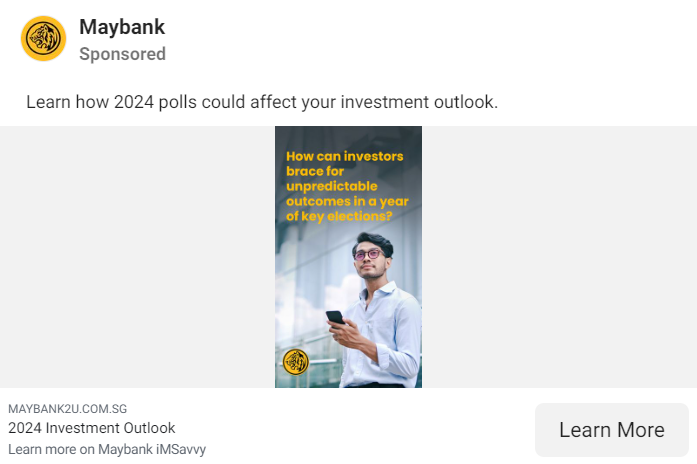 Maybank
Sponsored
Learn how 2024 polls could affect your investment outlook.
How can investors
brace for
unpredictable
outcomes in a year
of key elections?
MAYBANK2U.COM.SG
2024 Investment Outlook
Learn more on Maybank iMSavvy
Learn More